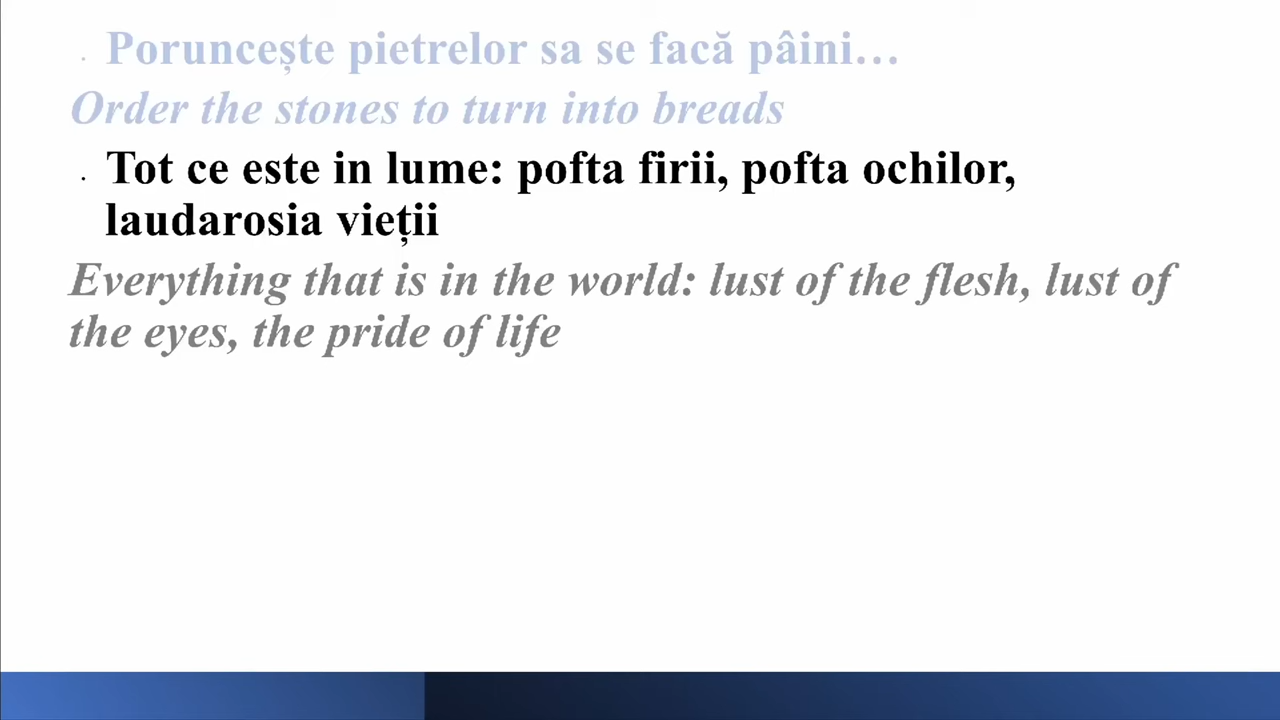 Poruncește pietrelor sa se facă pâini…
Order the stones to turn into breads
Tot ce este in lume: pofta firii, pofta ochilor,
laudarosia vieții
Everything that is in the world: lust of the flesh, lust of
the eyes, the pride of life